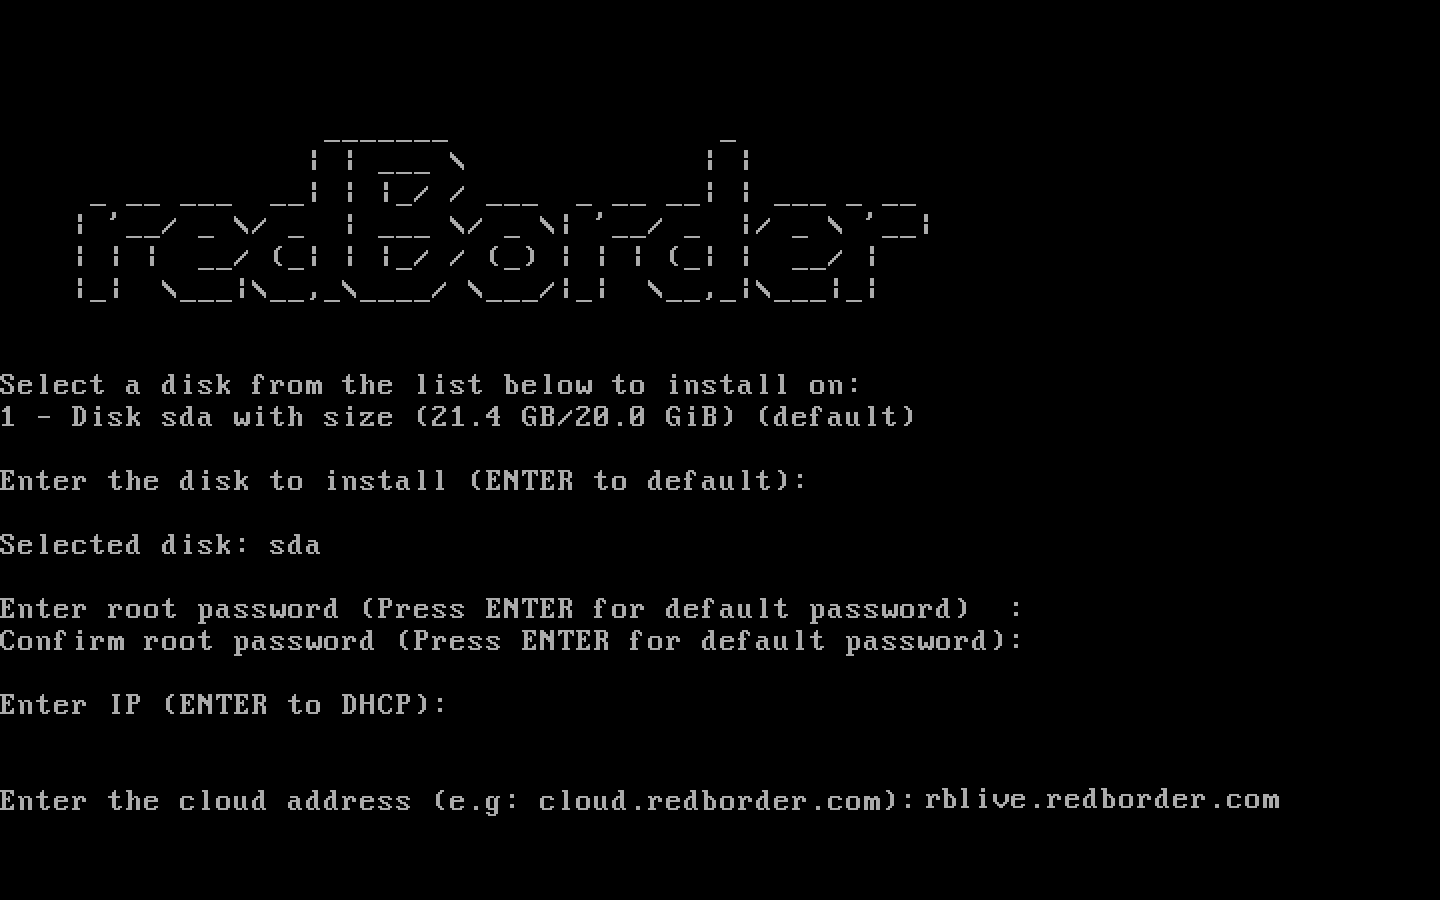 redBorder
Select a disk from the list below to install on:
1 - Disk sda with size (21.4 GB/20.0 GiB) (default)
Enter the disk to install (ENTER to default):
Selected disk: sda
Enter root password (Press ENTER for default password)  :
Confirm root password (Press ENTER for default password):
Enter IP (ENTER to DHCP):
Enter the cloud address (e.g: cloud.redborder.com): rblive.redborder.com